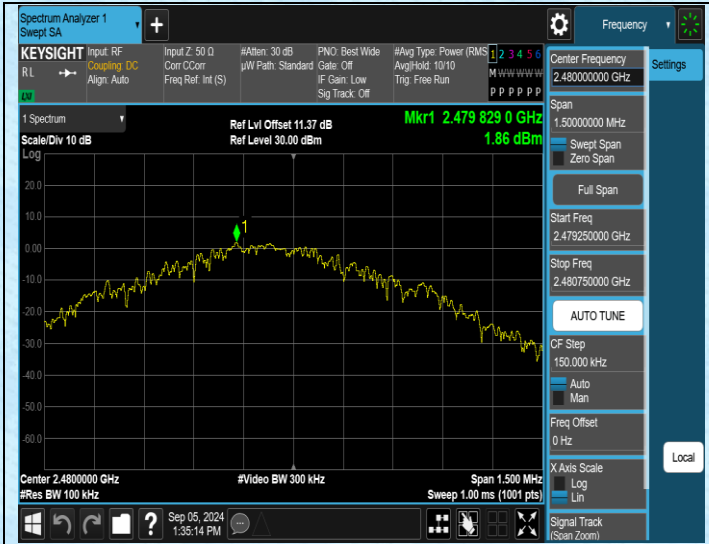 Spectrum Analyzer 1
Swept SA
+
Frequency
KEYSIGHT
RL
LXI
Input: RF
Coupling: DC
Align: Auto
Input Z: 50 Ω
Corr CCorr
Freq Ref: Int (S)
#Atten: 30 dB
µW Path: Standard
PNO: Best Wide
Gate: Off
IF Gain: Low
Sig Track: Off
#Avg Type: Power (RMS
Avg|Hold: 10/10
Trig: Free Run
1 2 3 4 5 6
M W W W W W
P P P P P P
1 Spectrum
Scale/Div 10 dB
Log
Ref Lvl Offset 11.37 dB
Ref Level 30.00 dBm
Mkr1 2.479 829 0 GHz
1.86 dBm
20.0
10.0
0.00
-10.0
-20.0
-30.0
-40.0
-50.0
-60.0
1
Center 2.4800000 GHz
#Res BW 100 kHz
#Video BW 300 kHz
Span 1.500 MHz
Sweep 1.00 ms (1001 pts)
Sep 05, 2024
1:35:14 PM
?
Center Frequency
2.480000000 GHz
Span
1.50000000 MHz
Swept Span
Zero Span
Full Span
Start Freq
2.479250000 GHz
Stop Freq
2.480750000 GHz
AUTO TUNE
CF Step
150.000 kHz
Auto
Man
Freq Offset
0 Hz
X Axis Scale
Log
Lin
Signal Track
(Span Zoom)
Settings
Local